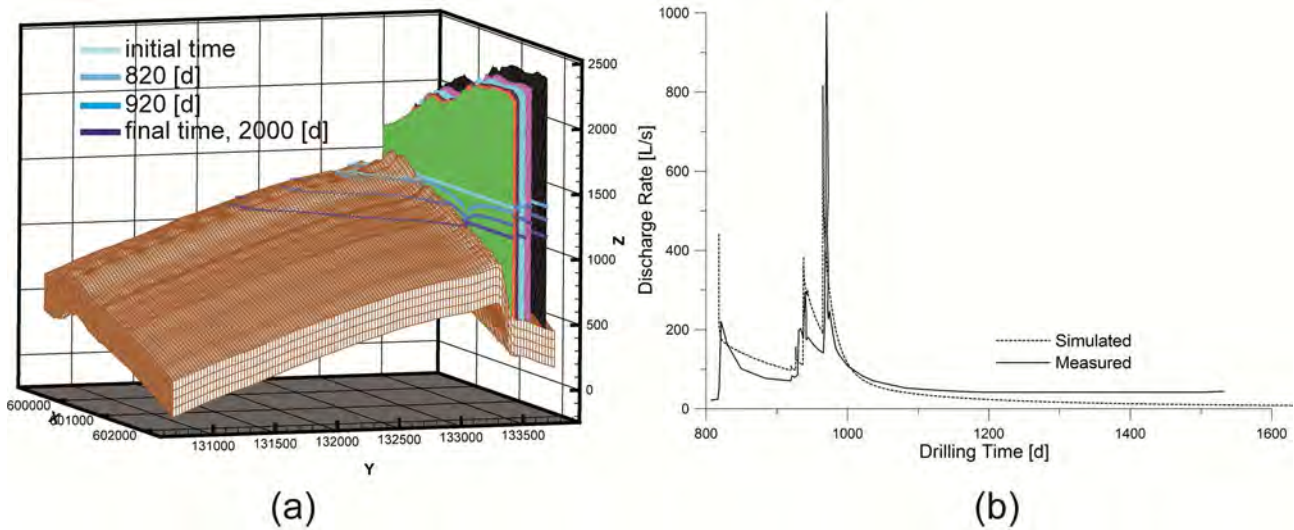 initial time
820 [d]
920 [d]
final time, 2000 [d]
2500
2000
1500
1000
500
0
Z
600000
X
601000
602000
131000
131500
132000
132500
133000
133500
Y
(a)
1000
800
600
400
200
0
Discharge Rate [L/s]
Simulated
Measured
800
1000
1200
1400
1600
Drilling Time [d]
(b)